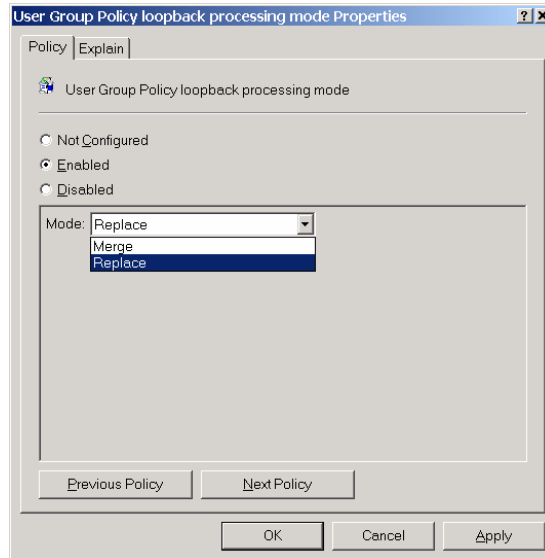 User Group Policy loopback processing mode Properties
Policy
Explain
User Group Policy loopback processing mode
Not Configured
Enabled
Disabled
Mode: Replace
Merge
Replace
Previous Policy
Next Policy
OK
Cancel
Apply